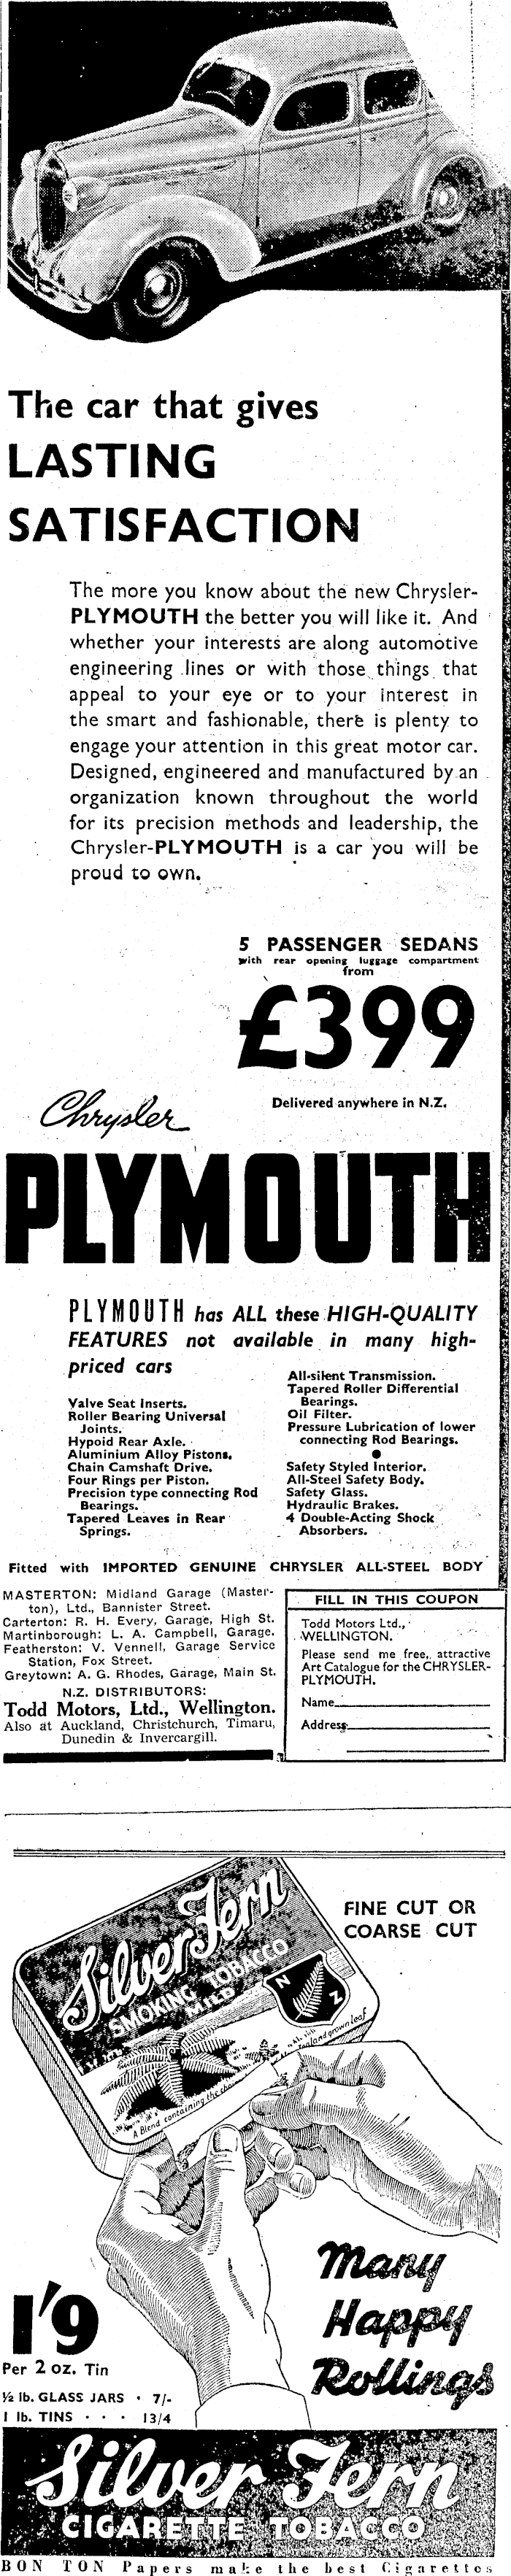 The car that gives
LASTING
SATISFACTION
The more you know about the new Chrysler-
PLYMOUTH the better you will like it. And
whether your interests are along automotive
engineering lines or with those things that
appeal to your eye or to your interest in
the smart and fashionable, there is plenty to
engage your attention in this great motor car.
Designed, engineered and manufactured by an
organization known throughout the world
for its precision methods and leadership, the
Chrysler-PLYMOUTH is a car you will be
proud to own.
5 PASSENGER SEDANS
with rear opening luggage compartment
from
£399
Delivered anywhere in N.Z.
Chrysler
PLYMOUTH
PLYMOUTH has ALL these HIGH-QUALITY
FEATURES not available in many high-
priced cars
Valve Seat Inserts.
Roller Bearing Universal
Joints.
Hypoid Rear Axle.
Aluminium Alloy Pistons.
Chain Camshaft Drive.
Four Rings per Piston.
Precision type connecting Rod
Bearings.
Tapered Leaves in Rear
Springs.
All-silent Transmission.
Tapered Roller Differential
Bearings.
Oil Filter.
Pressure Lubrication of lower
connecting Rod Bearings.
●
Safety Styled Interior.
All-Steel Safety Body.
Safety Glass.
Hydraulic Brakes.
4 Double-Acting Shock
Absorbers.
Fitted with IMPORTED GENUINE CHRYSLER ALL-STEEL BODY
MASTERTON: Midland Garage (Master-
ton), Ltd., Bannister Street.
Carterton: R. H. Every, Garage, High St.
Martinborough: L. A. Campbell, Garage.
Featherston: V. Vennell, Garage Service
Station, Fox Street.
Greytown: A. G. Rhodes, Garage, Main St.
N.Z. DISTRIBUTORS:
Todd Motors, Ltd., Wellington.
Also at Auckland, Christchurch, Timaru,
Dunedin & Invercargill.
FILL IN THIS COUPON
Todd Motors Ltd.,
WELLINGTON.
Please send me free, attractive
Art Catalogue for the CHRYSLER-
PLYMOUTH.
Name
Address
FINE CUT OR
COARSE CUT
Silver Fern
SMOKING TOBACCO
MILD
N Z
A Blend containing the
Zealand grown leaf
Many
Happy
Rollings
1/9
Per 2 oz. Tin
½ lb. GLASS JARS · 7/-
1 lb. TINS · · · 13/4
Silver Fern
CIGARETTE TOBACCO
BON TON Papers make the best Cigarettes